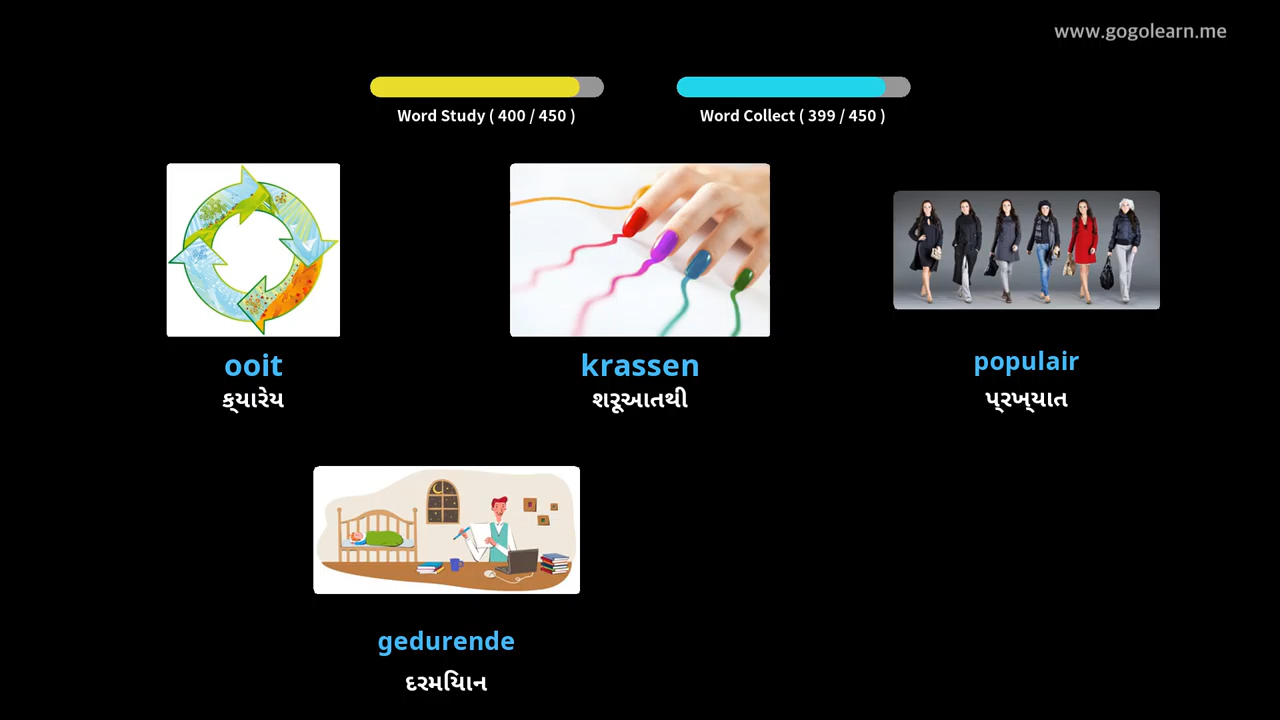 www.gogolearn.me
Word Study ( 400 / 450 )
Word Collect ( 399 / 450 )
ooit
ક્યારેય
krassen
શરૂઆતથી
populair
પ્રખ્યાત
gedurende
દરમિયાન